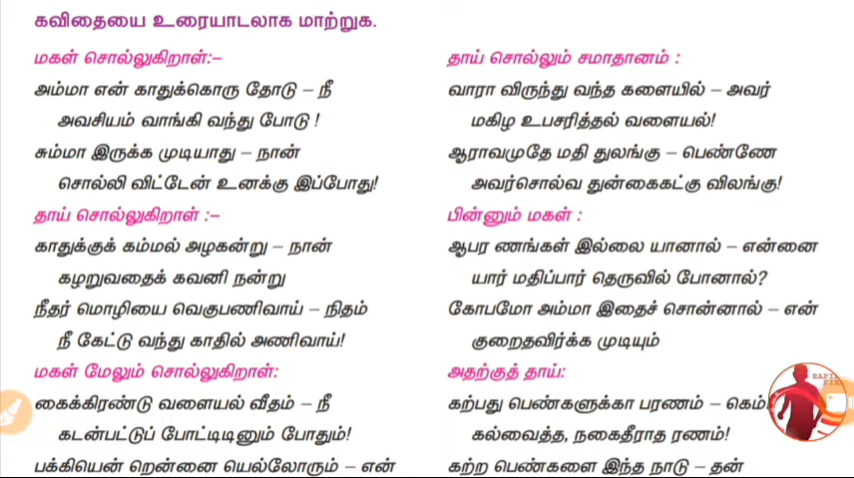 கவிதையை உரையாடலாக மாற்றுக.
மகள் சொல்லுகிறாள்:–
அம்மா என் காதுக்கொரு தோடு – நீ
அவசியம் வாங்கி வந்து போடு !
சும்மா இருக்க முடியாது – நான்
சொல்லி விட்டேன் உனக்கு இப்போது!
தாய் சொல்லுகிறாள் :–
காதுக்குக் கம்மல் அழகன்று – நான்
கழறுவதைக் கவனி நன்று
நீதர் மொழியை வெகுபணிவாய் – நிதம்
நீ கேட்டு வந்து காதில் அணிவாய்!
மகள் மேலும் சொல்லுகிறாள்:
கைக்கிரண்டு வளையல் வீதம் – நீ
கடன்பட்டுப் போட்டிடினும் போதும்!
பக்கியென் றென்னை யெல்லோரும் – என்
தாய் சொல்லும் சமாதானம் :
வாரா விருந்து வந்த களையில் – அவர்
மகிழ உபசரித்தல் வளையல்!
ஆராவமுதே மதி துலங்கு – பெண்ணே
அவர்சொல்வ துன்கைகட்கு விலங்கு!
பின்னும் மகள் :
ஆபர ணங்கள் இல்லை யானால் – என்னை
யார் மதிப்பார் தெருவில் போனால்?
கோபமோ அம்மா இதைச் சொன்னால் – என்
குறைதவிர்க்க முடியும்
அதற்குத் தாய்:
கற்பது பெண்களுக்கா பரணம் –
கல்வைத்த, நகைதீராத ரணம்!
கற்ற பெண்களை இந்த நாடு – தன்